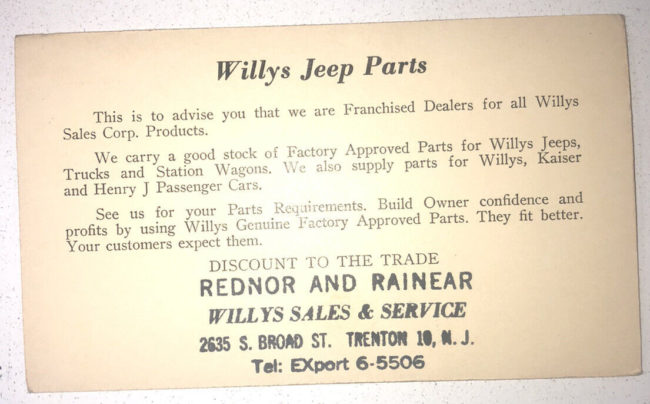 Willys Jeep Parts
This is to advise you that we are Franchised Dealers for all Willys
Sales Corp. Products.
We carry a good stock of Factory Approved Parts for Willys Jeeps,
Trucks and Station Wagons. We also supply parts for Willys, Kaiser
and Henry J Passenger Cars.
See us for your Parts Requirements. Build Owner confidence and
profits by using Willys Genuine Factory Approved Parts. They fit better.
Your customers expect them.
DISCOUNT TO THE TRADE
REDNOR AND RAINEAR
WILLYS SALES & SERVICE
2635 S. BROAD ST. TRENTON 10, N. J.
Tel: EXport 6-5506